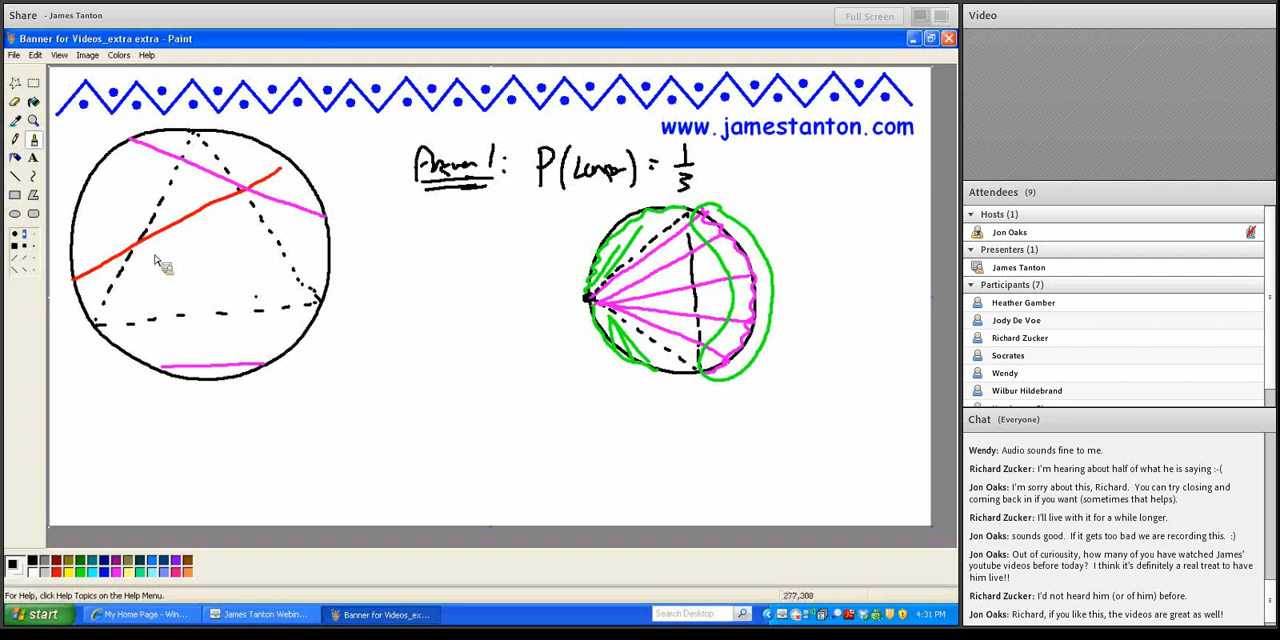 Share - James Tanton
Full Screen
Video
Banner for Videos_extra extra - Paint
File Edit View Image Colors Help
www.jamestanton.com
Answer 1: P(Longer) = 1/3
Attendees (9)
Hosts (1)
Jon Oaks
Presenters (1)
James Tanton
Participants (7)
Heather Gamber
Jody De Voe
Richard Zucker
Socrates
Wendy
Wilbur Hildebrand
Chat (Everyone)
Wendy: Audio sounds fine to me.
Richard Zucker: I'm hearing about half of what he is saying :-(
Jon Oaks: I'm sorry about this, Richard. You can try closing and
coming back in if you want (sometimes that helps).
Richard Zucker: I'll live with it for a while longer.
Jon Oaks: sounds good. If it gets too bad we are recording this. :)
Jon Oaks: Out of curiosity, how many of you have watched James'
youtube videos before today? I think it's definitely a real treat to have
him live!!
Richard Zucker: I'd not heard him (or of him) before.
Jon Oaks: Richard, if you like this, the videos are great as well!
For Help, click Help Topics on the Help Menu.
277,300
start
My Home Page - Win...
James Tanton Webin...
Banner for Videos_ex...
Search Desktop
4:31 PM